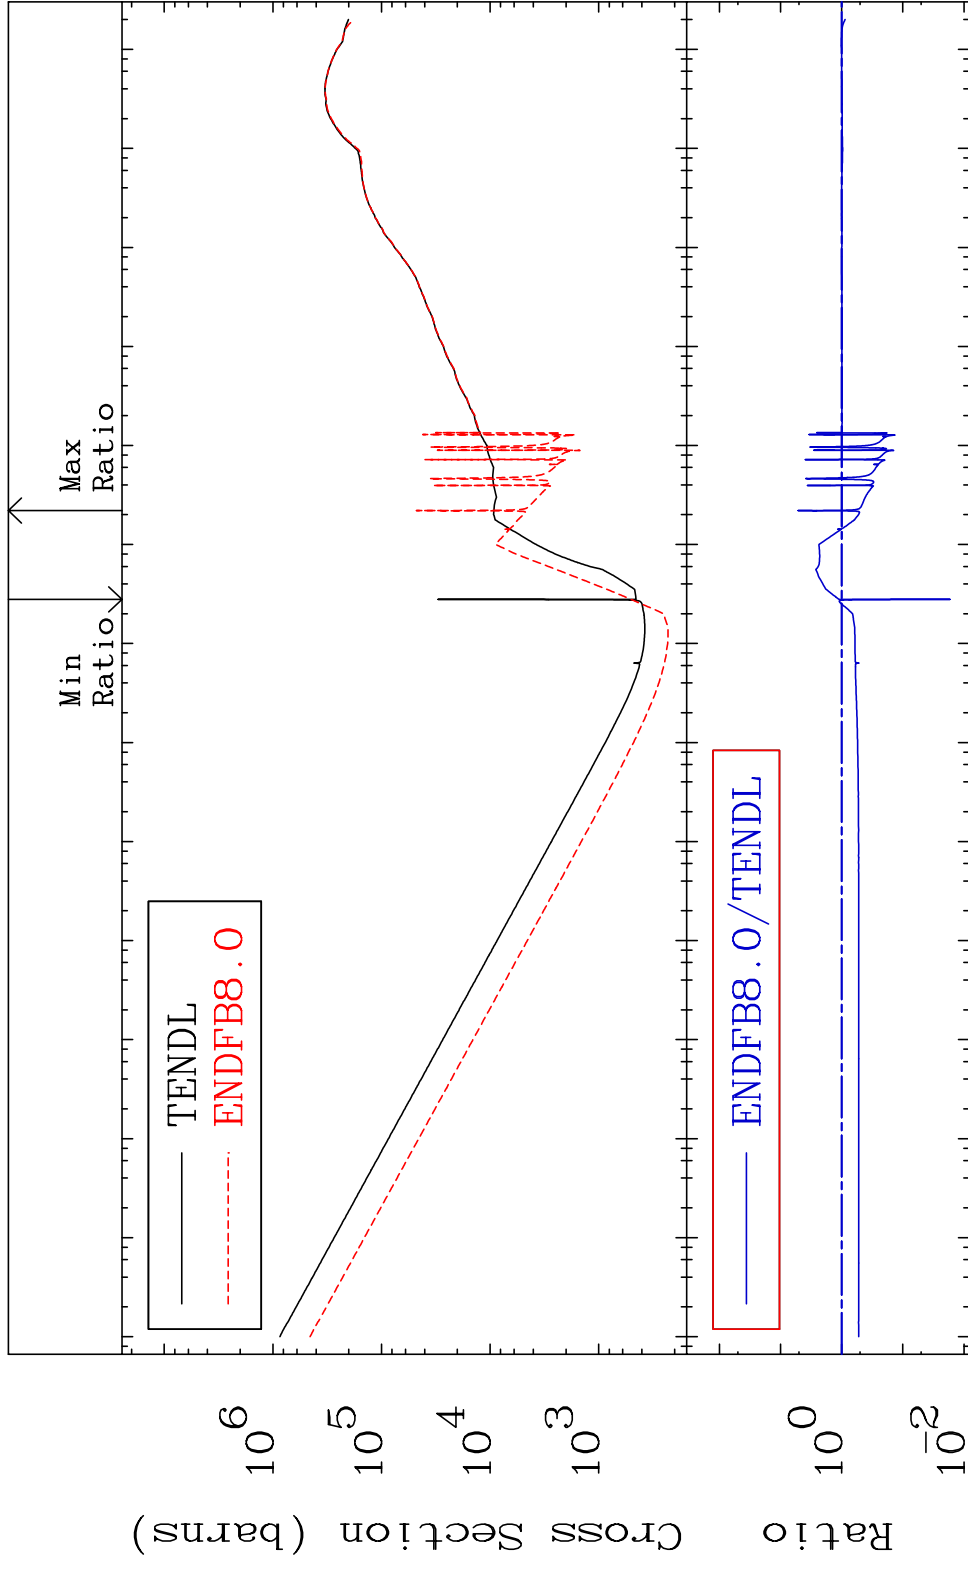 Min
Ratio
Max
Ratio
TENDL
ENDFB8.0
10^6
10^5
10^4
10^3
Cross Section (barns)
ENDFB8.0/TENDL
10^0
10^-2
Ratio